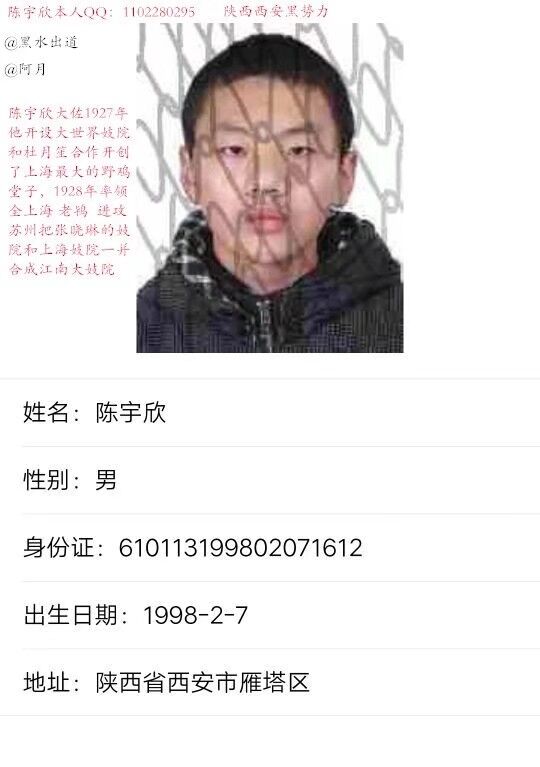 陈宇欣本人QQ：1102280295 陕西西安黑势力
@黑水出道
@阿月
陈宇欣大佐1927年
他开设大世界妓院
和杜月笙合作开创
了上海最大的野鸡
堂子，1928年率领
全上海 老鸨 进攻
苏州把张晓琳的妓
院和上海妓院一并
合成江南大妓院
姓名：陈宇欣
性别：男
身份证：610113199802071612
出生日期：1998-2-7
地址：陕西省西安市雁塔区